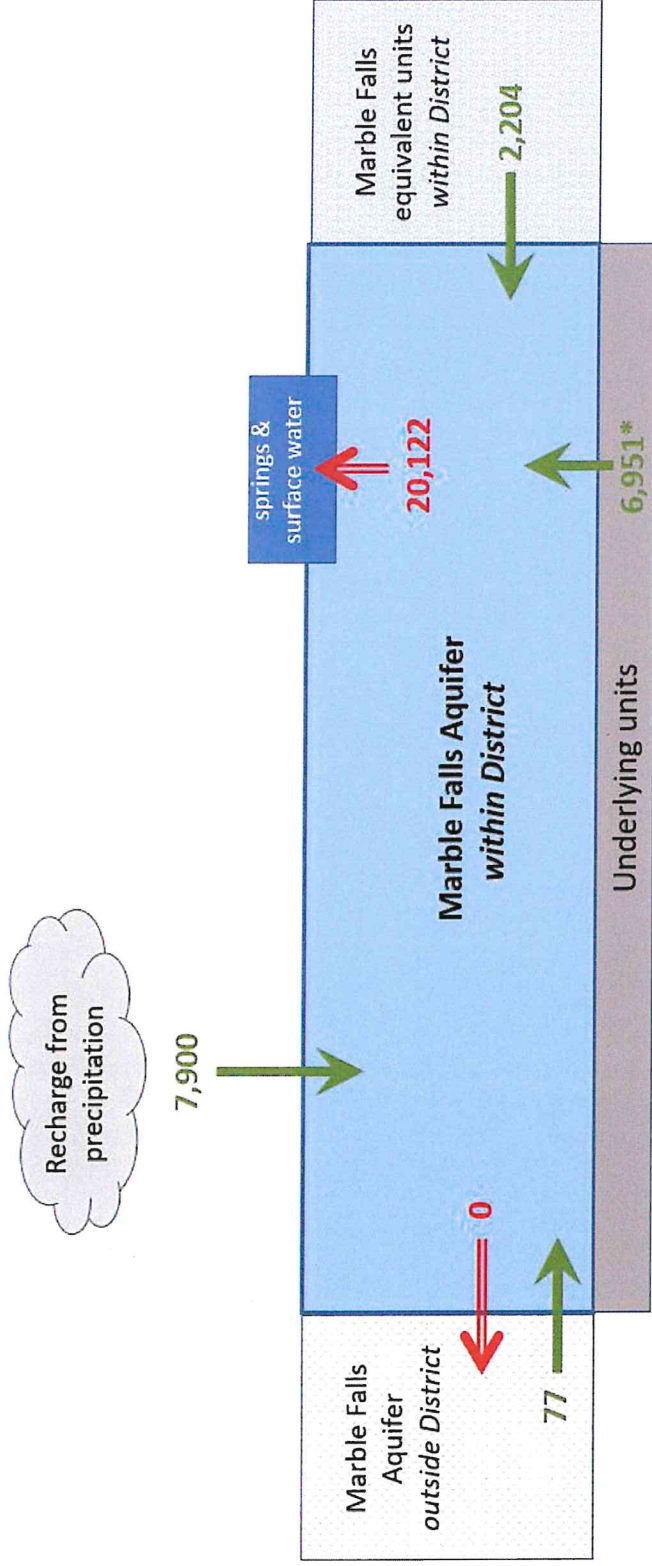 Recharge from
precipitation
7,900
springs &
surface water
20,122
Marble Falls
Aquifer
outside District
0
77
Marble Falls Aquifer
within District
Marble Falls
equivalent units
within District
2,204
6,951*
Underlying units